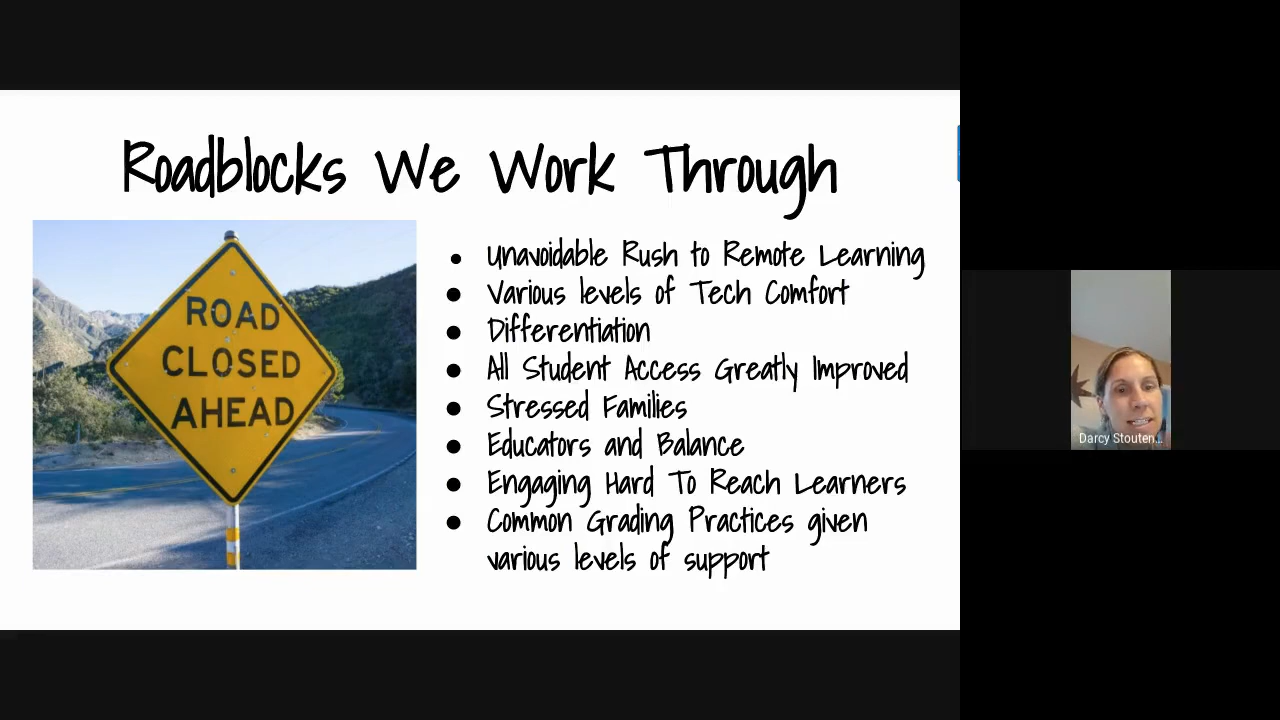 Roadblocks We Work Through
ROAD
CLOSED
AHEAD
● Unavoidable Rush to Remote Learning
● Various levels of Tech Comfort
● Differentiation
● All Student Access Greatly Improved
● Stressed Families
● Educators and Balance
● Engaging Hard To Reach Learners
● Common Grading Practices given
various levels of support
Darcy Stouten...